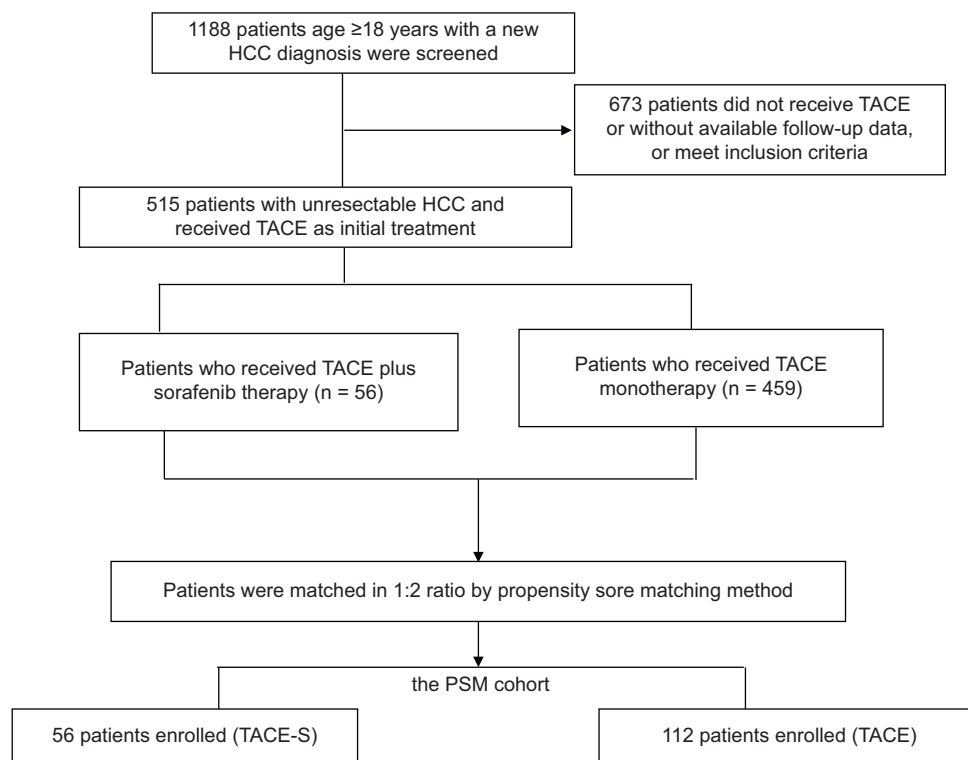 1188 patients age ≥18 years with a new
HCC diagnosis were screened
673 patients did not receive TACE
or without available follow-up data,
or meet inclusion criteria
515 patients with unresectable HCC and
received TACE as initial treatment
Patients who received TACE plus
sorafenib therapy (n = 56)
Patients who received TACE
monotherapy (n = 459)
Patients were matched in 1:2 ratio by propensity sore matching method
the PSM cohort
56 patients enrolled (TACE-S)
112 patients enrolled (TACE)